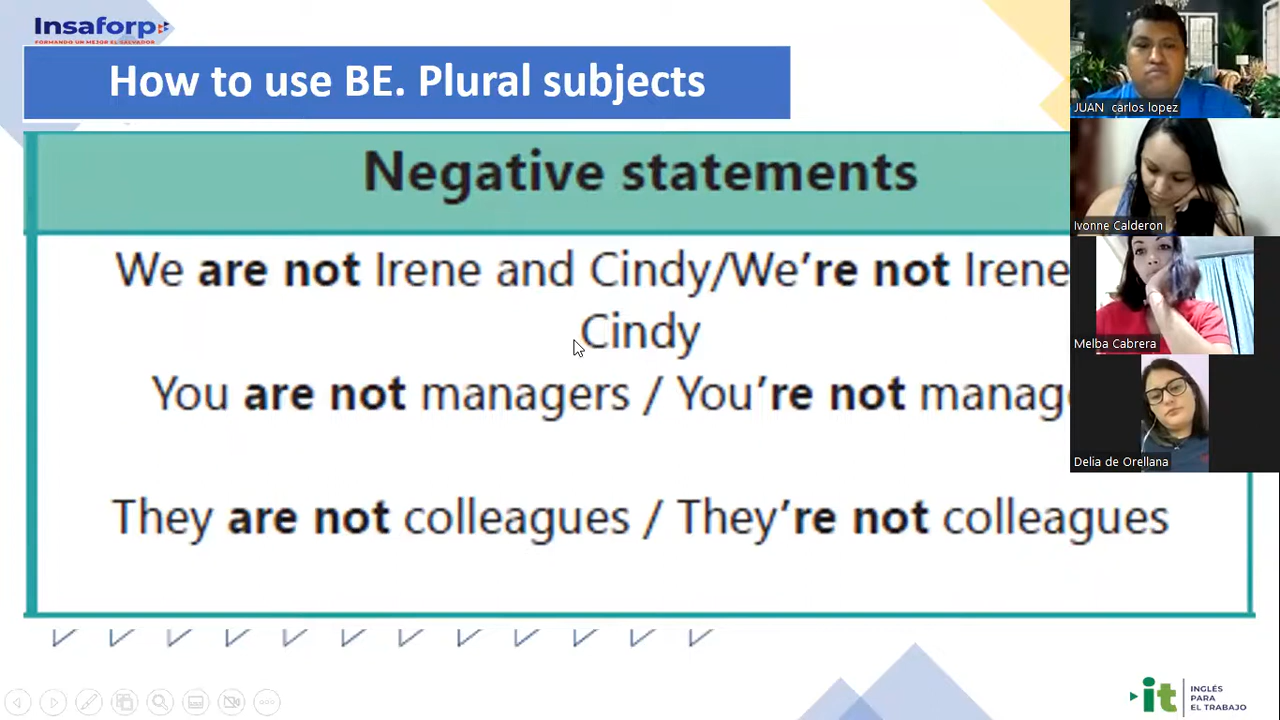 Insaforp
FORMANDO UN MEJOR EL SALVADOR
How to use BE. Plural subjects
Negative statements
We are not Irene and Cindy/We're not Irene
Cindy
You are not managers / You're not manag
They are not colleagues / They're not colleagues
JUAN carlos lopez
Ivonne Calderon
Melba Cabrera
Delia de Orellana
it INGLÉS
PARA
EL TRABAJO